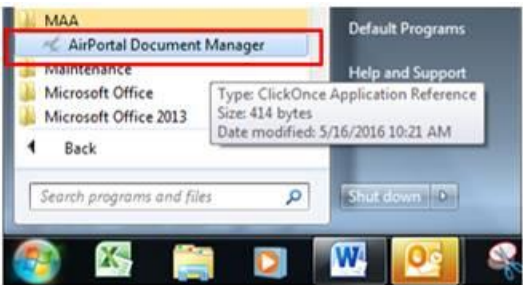 MAA
AirPortal Document Manager
Maintenance
Microsoft Office
Microsoft Office 2013
Back
Search programs and files
Default Programs
Help and Support
Type: ClickOnce Application Reference
Size: 414 bytes
Date modified: 5/16/2016 10:21 AM
Shut down